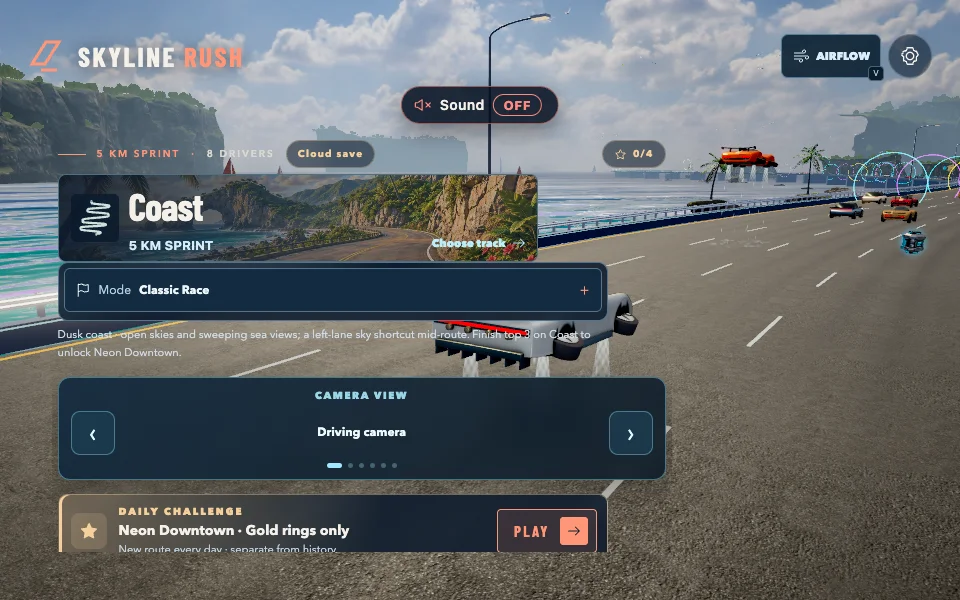 SKYLINE RUSH
AIRFLOW
V
Sound OFF
5 KM SPRINT · 8 DRIVERS
Cloud save
0/4
Coast
5 KM SPRINT
Choose track →
Mode Classic Race +
Dusk coast - open skies and sweeping sea views; a left-lane sky shortcut mid-route. Finish top 3 on Coast to
unlock Neon Downtown.
CAMERA VIEW
‹ Driving camera ›
DAILY CHALLENGE
Neon Downtown · Gold rings only
New route every day · separate from history.
PLAY →